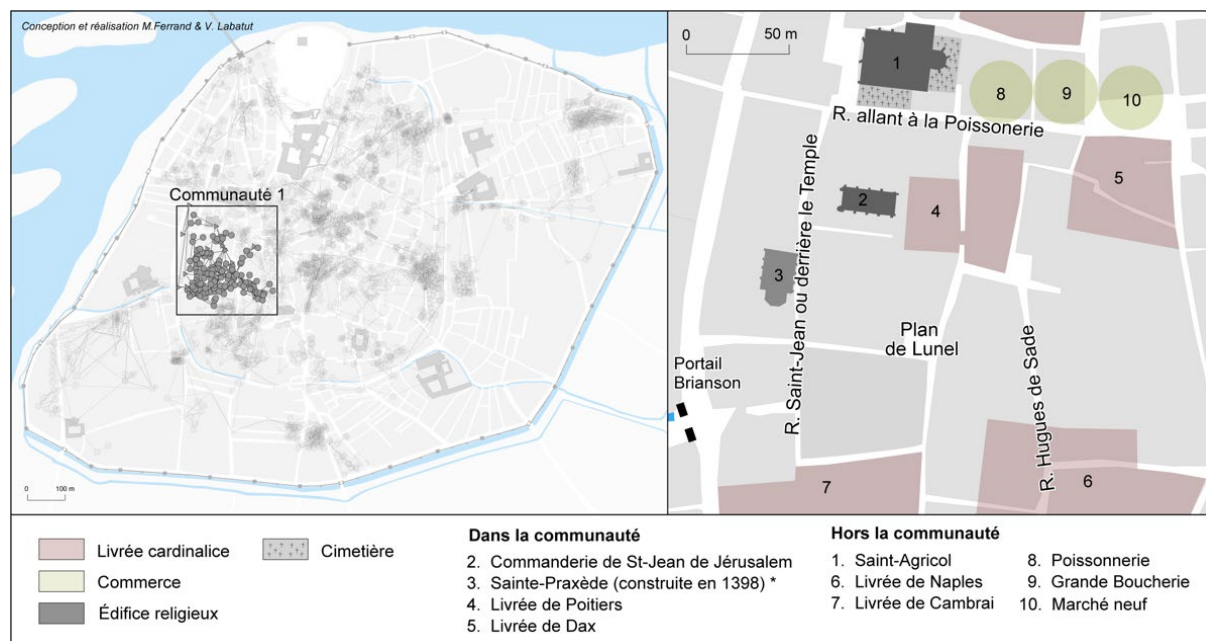 Conception et réalisation M.Ferrand & V. Labatut
Communauté 1
0 100 m
0 50 m
1
8
9
10
R. allant à la Poissonerie
5
2
4
3
R. Saint-Jean ou derrière le Temple
Plan
de Lunel
R. Hugues de Sade
Portail
Brianson
7
6
Livrée cardinalice
Cimetière
Commerce
Édifice religieux
Dans la communauté
2. Commanderie de St-Jean de Jérusalem
3. Sainte-Praxède (construite en 1398) *
4. Livrée de Poitiers
5. Livrée de Dax
Hors la communauté
1. Saint-Agricol
6. Livrée de Naples
7. Livrée de Cambrai
8. Poissonnerie
9. Grande Boucherie
10. Marché neuf